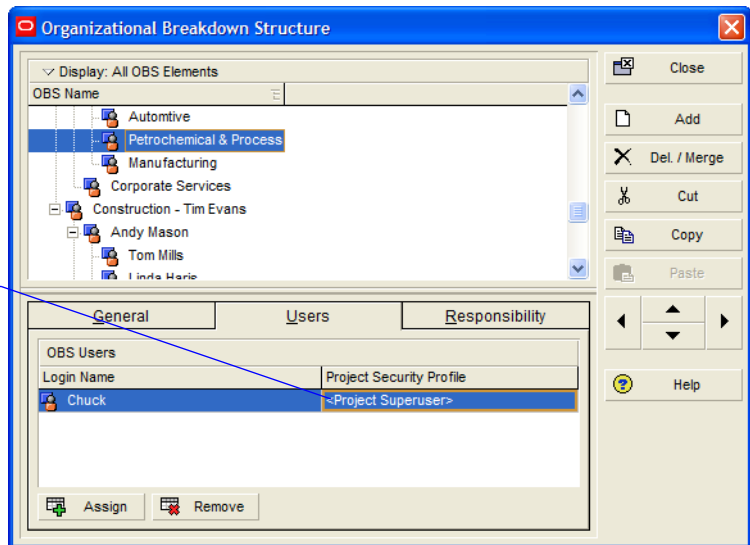 Organizational Breakdown Structure
Display: All OBS Elements
OBS Name
Automtive
Petrochemical & Process
Manufacturing
Corporate Services
Construction - Tim Evans
Andy Mason
Tom Mills
Linda Haris
General
Users
Responsibility
OBS Users
Login Name
Project Security Profile
Chuck
<Project Superuser>
Assign
Remove
Close
Add
Del. / Merge
Cut
Copy
Paste
Help